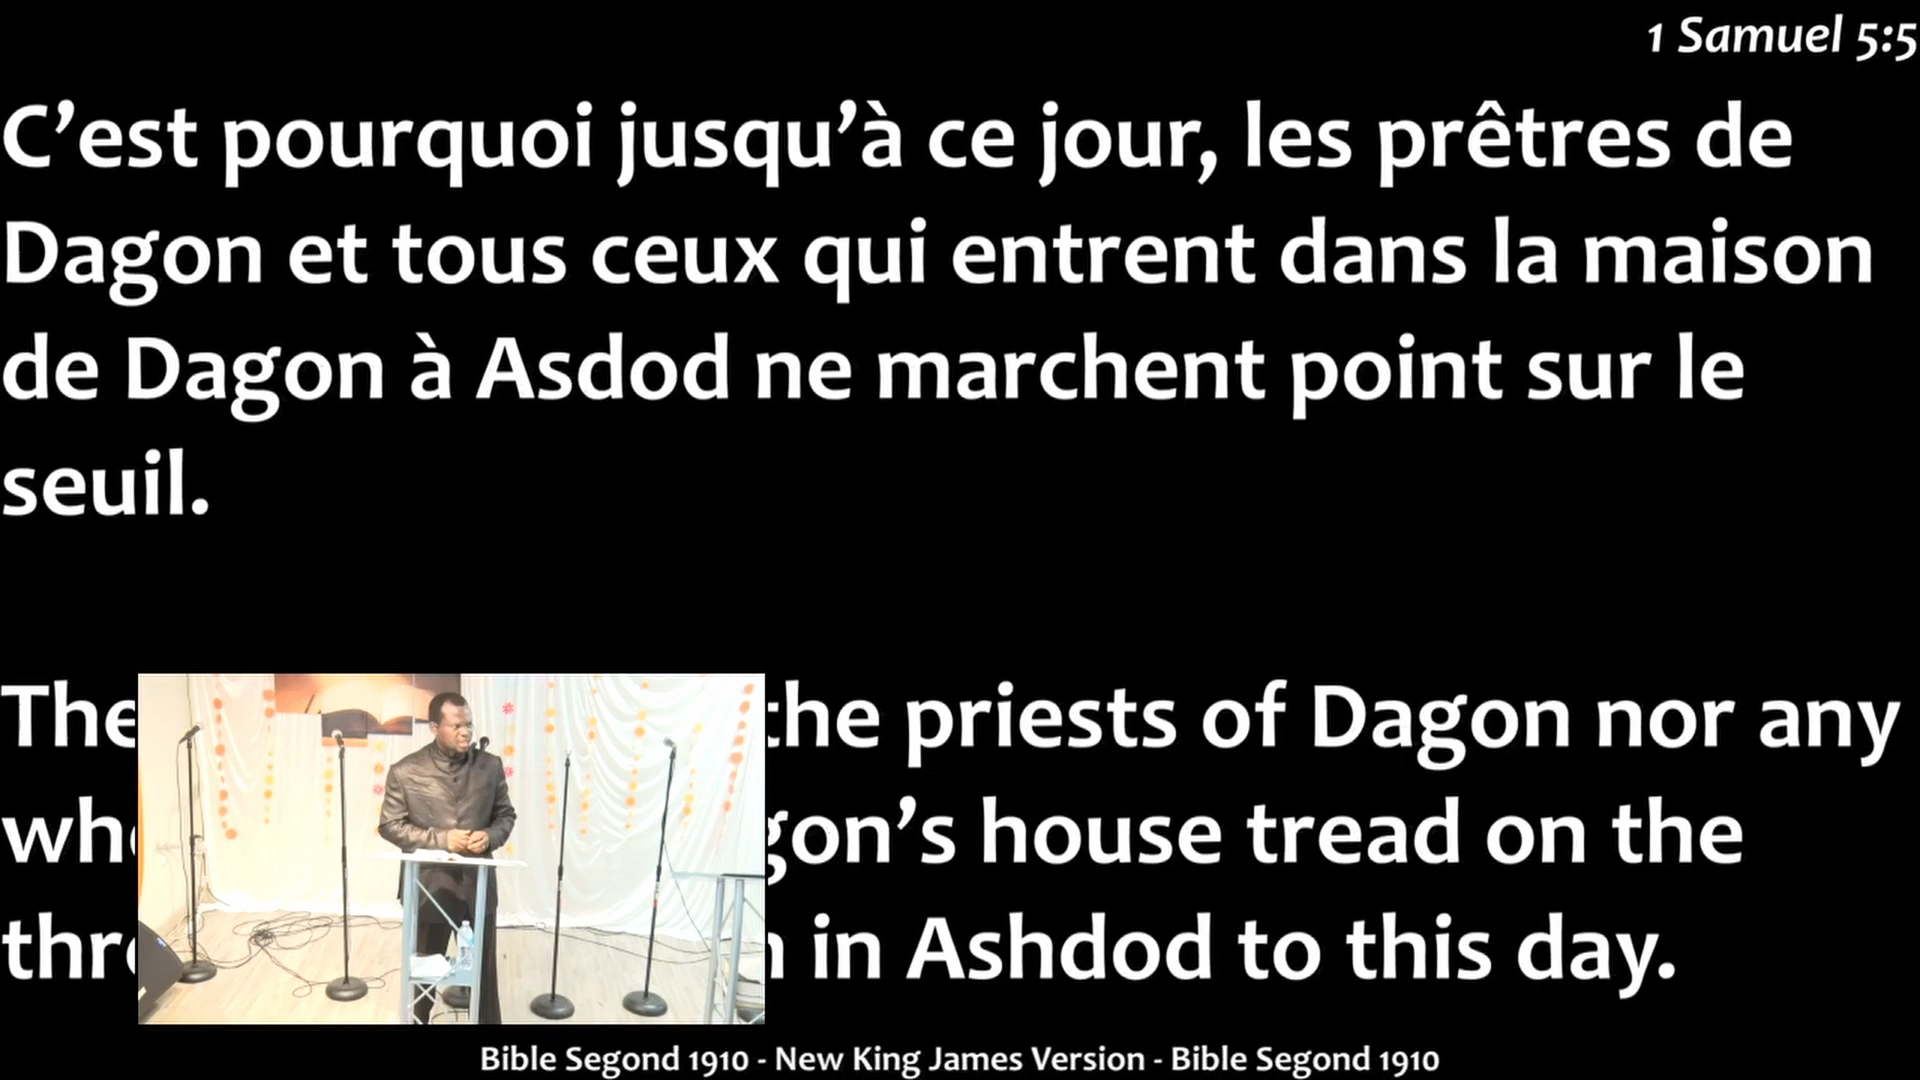 1 Samuel 5:5
C’est pourquoi jusqu’à ce jour, les prêtres de
Dagon et tous ceux qui entrent dans la maison
de Dagon à Asdod ne marchent point sur le
seuil.
the priests of Dagon nor any
house tread on the
in Ashdod to this day.
Bible Segond 1910 - New King James Version - Bible Segond 1910